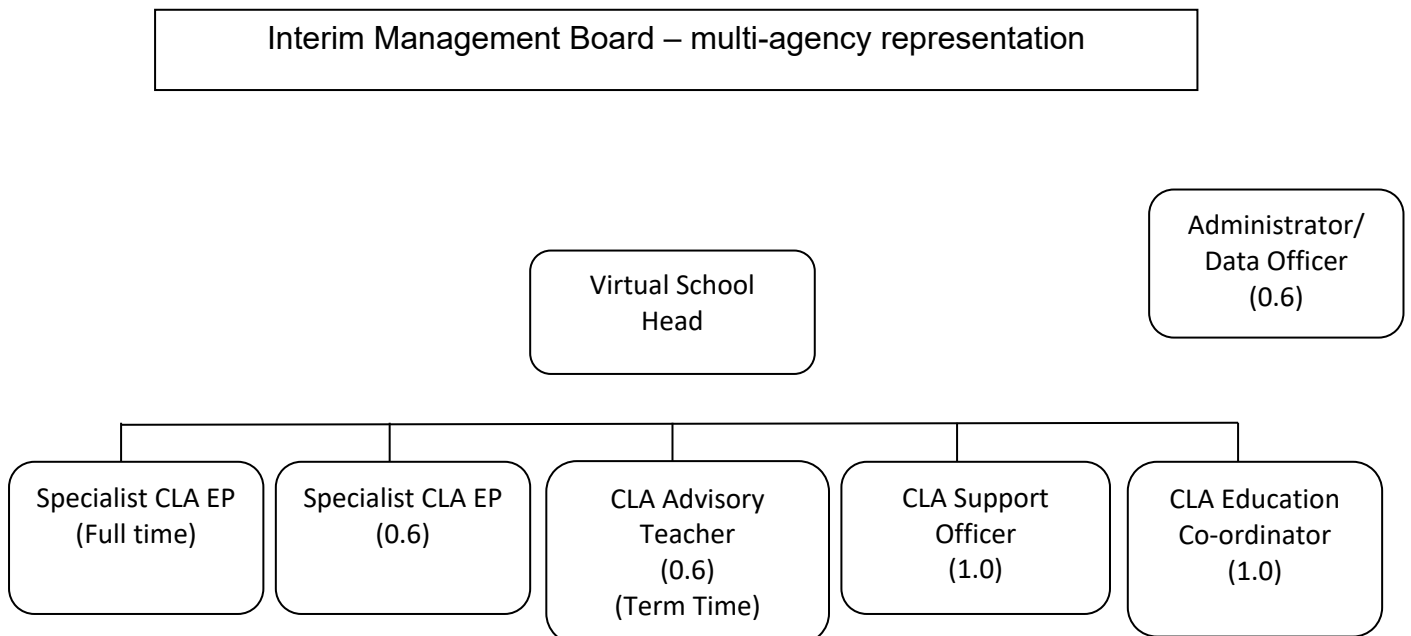 Interim Management Board – multi-agency representation
Administrator/
Data Officer
(0.6)
Virtual School
Head
Specialist CLA EP
(Full time)
Specialist CLA EP
(0.6)
CLA Advisory
Teacher
(0.6)
(Term Time)
CLA Support
Officer
(1.0)
CLA Education
Co-ordinator
(1.0)